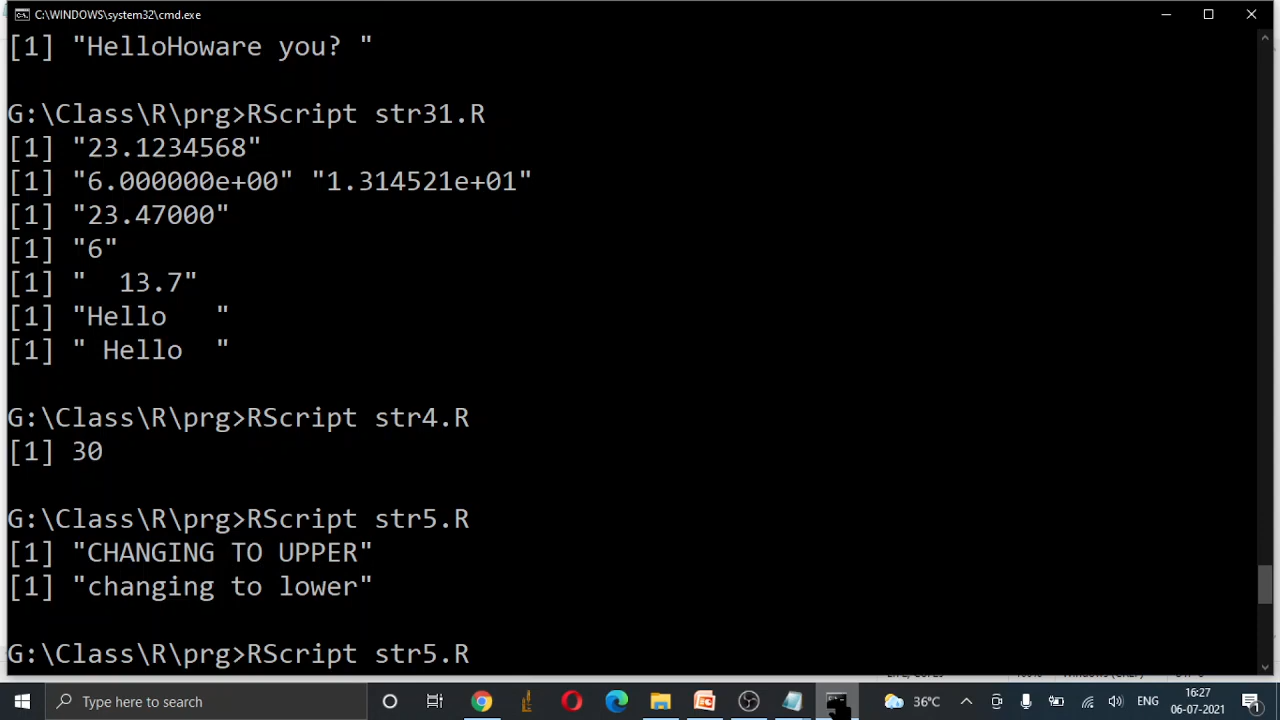 C:\WINDOWS\system32\cmd.exe
[1] "HelloHoware you? "
G:\Class\R\prg>RScript str31.R
[1] "23.1234568"
[1] "6.000000e+00" "1.314521e+01"
[1] "23.47000"
[1] "6"
[1] "  13.7"
[1] "Hello   "
[1] " Hello  "
G:\Class\R\prg>RScript str4.R
[1] 30
G:\Class\R\prg>RScript str5.R
[1] "CHANGING TO UPPER"
[1] "changing to lower"
G:\Class\R\prg>RScript str5.R
Type here to search
36°C
ENG
16:27
06-07-2021
1